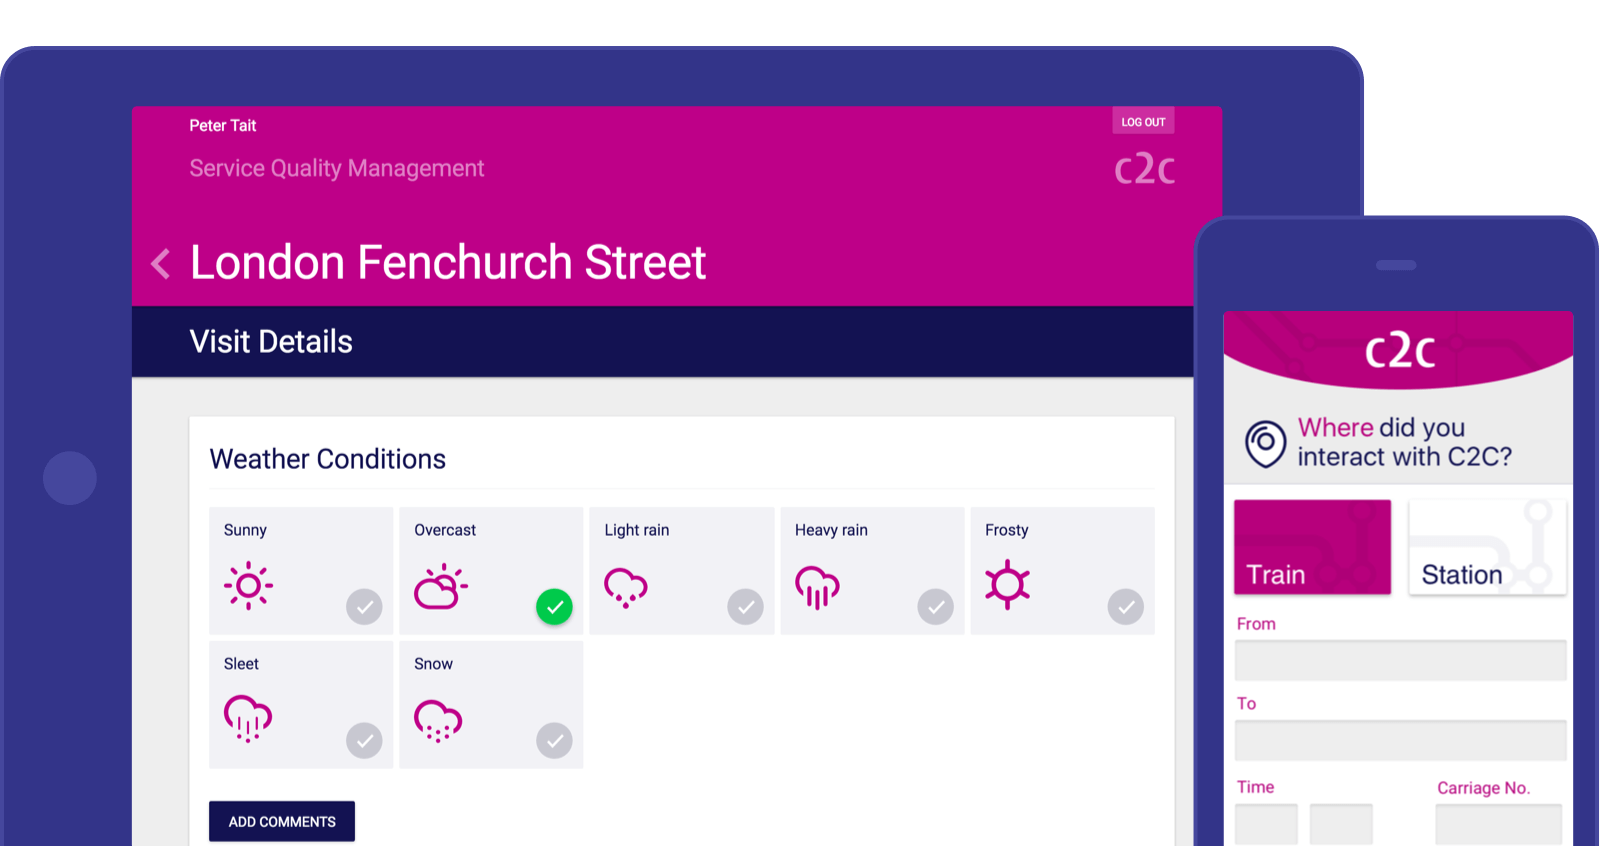 Peter Tait
LOG OUT
Service Quality Management
c2c
London Fenchurch Street
Visit Details
Weather Conditions
Sunny
Overcast
Light rain
Heavy rain
Frosty
Sleet
Snow
ADD COMMENTS
c2c
Where did you
interact with C2C?
Train
Station
From
To
Time
Carriage No.